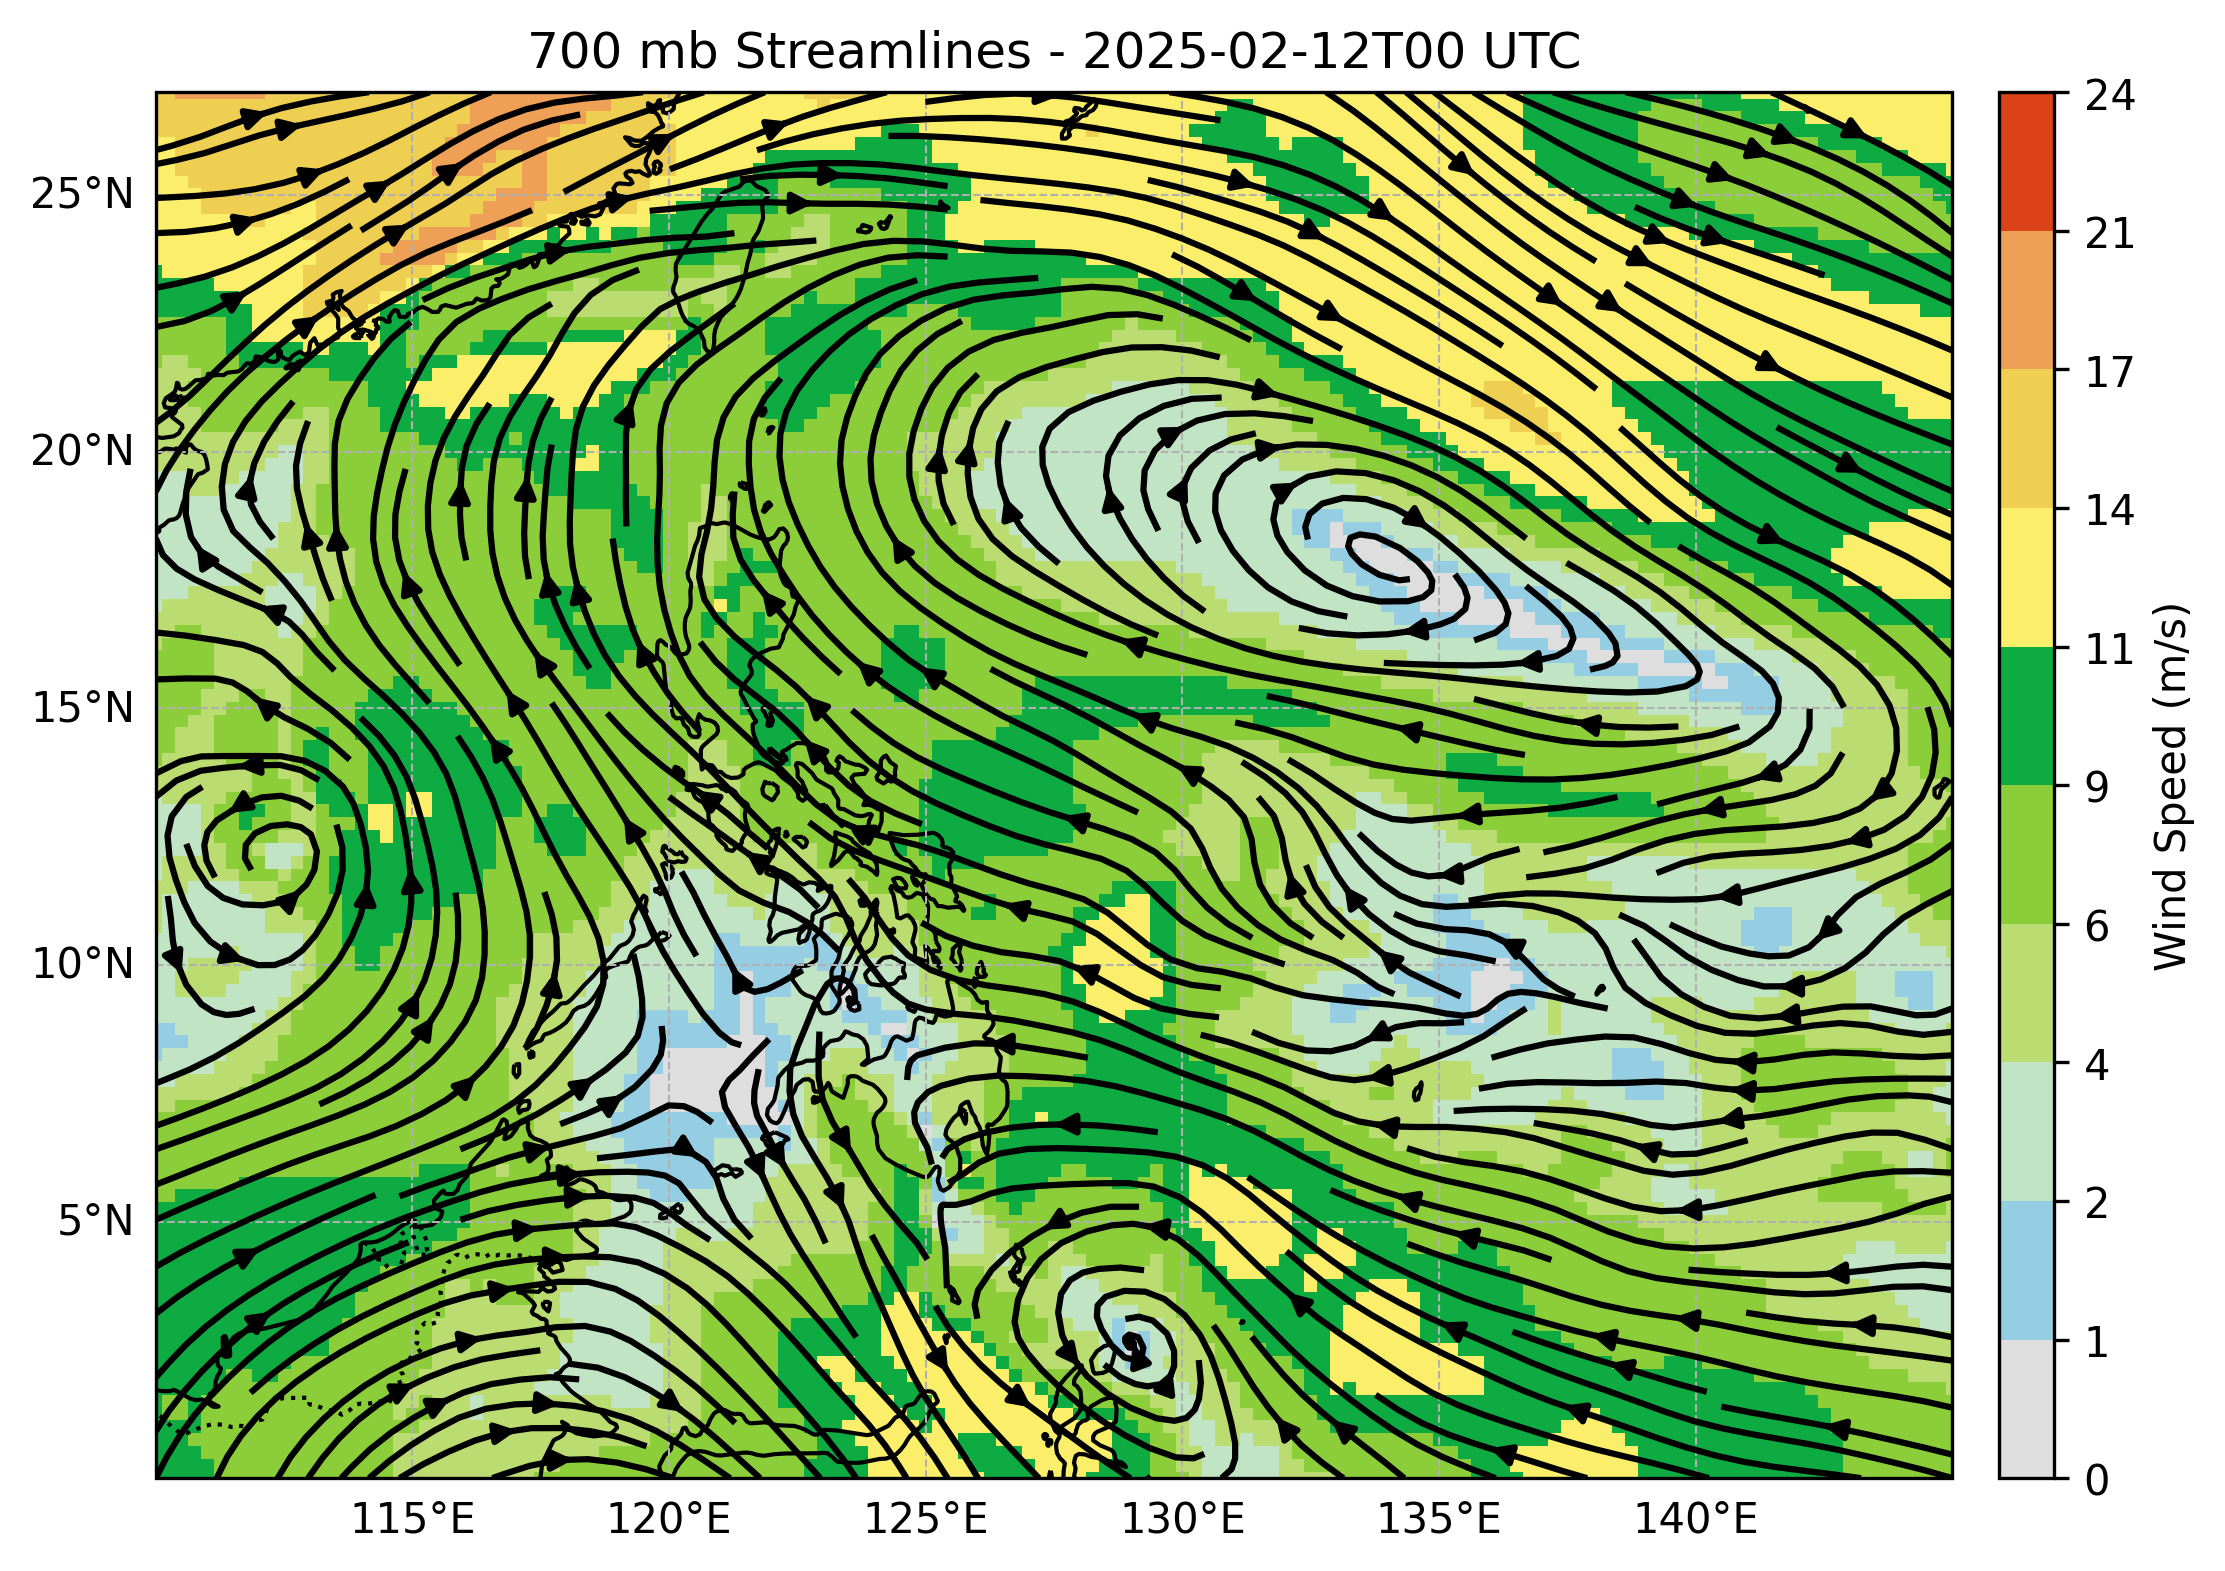 700 mb Streamlines - 2025-02-12T00 UTC
25°N
20°N
15°N
10°N
5°N
115°E
120°E
125°E
130°E
135°E
140°E
24
21
17
14
11
9
6
4
2
1
0
Wind Speed (m/s)